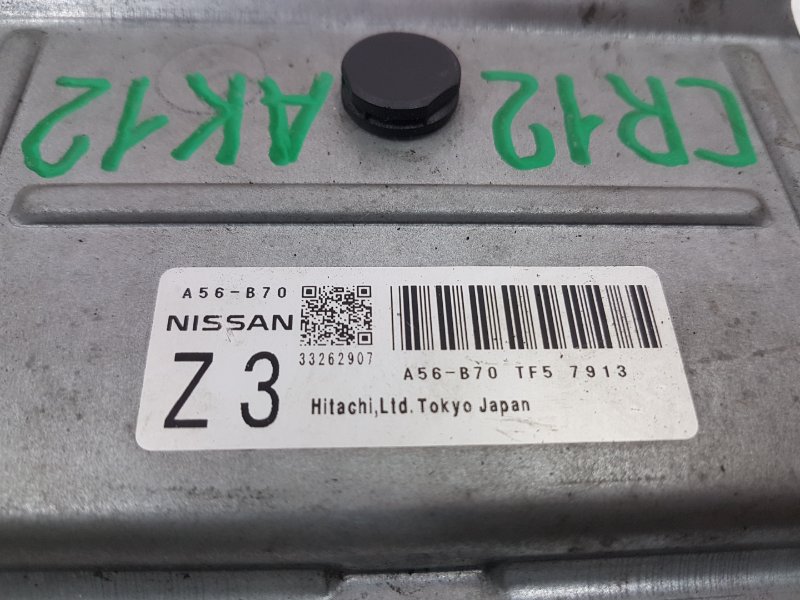 CR12
AK12
A56-B70
NISSAN
33262907
Z3
A56-B70 TF5 7913
Hitachi,Ltd.Tokyo Japan